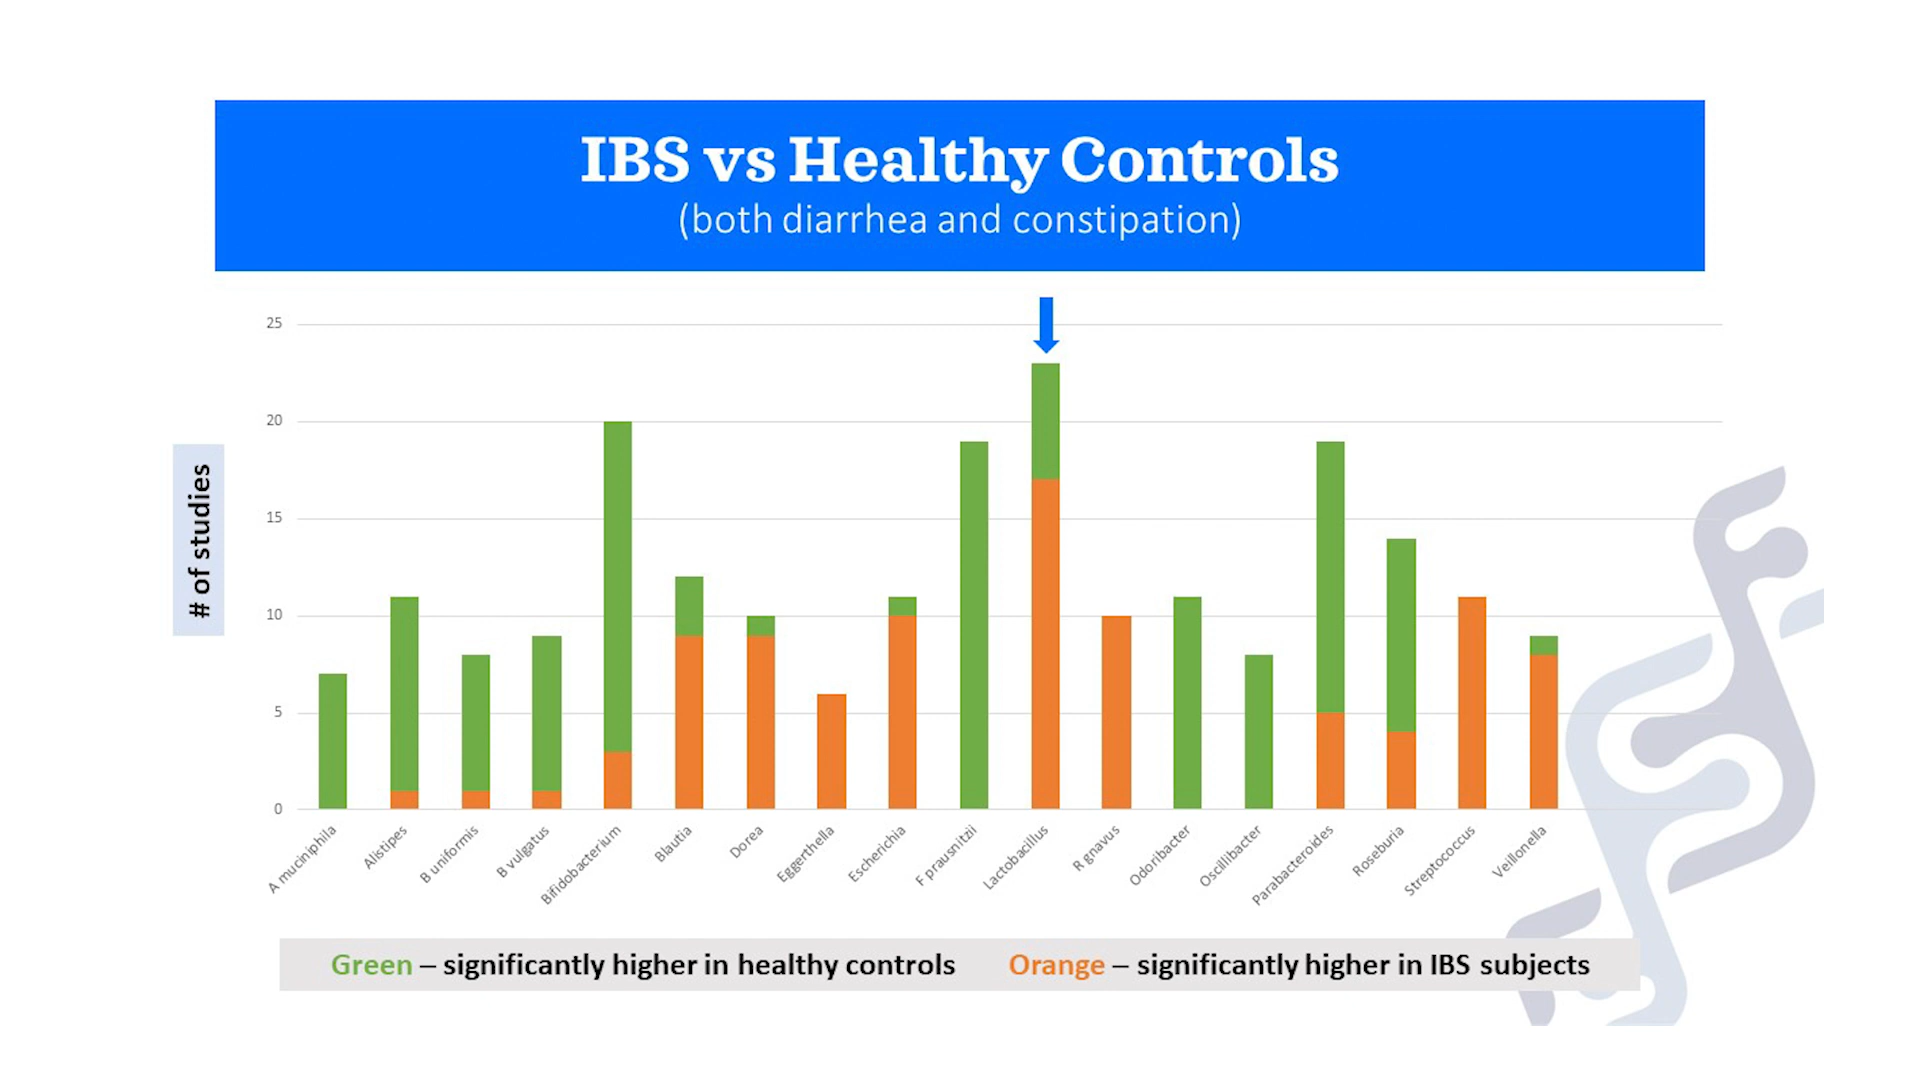 IBS vs Healthy Controls
(both diarrhea and constipation)
# of studies
25
20
15
10
5
0
A muciniphila
Alistipes
B uniformis
B vulgatus
Bifidobacterium
Blautia
Dorea
Eggerthella
Escherichia
F prausnitzii
Lactobacillus
R gnavus
Odoribacter
Oscillibacter
Parabacteroides
Roseburia
Streptococcus
Veillonella
Green – significantly higher in healthy controls Orange – significantly higher in IBS subjects